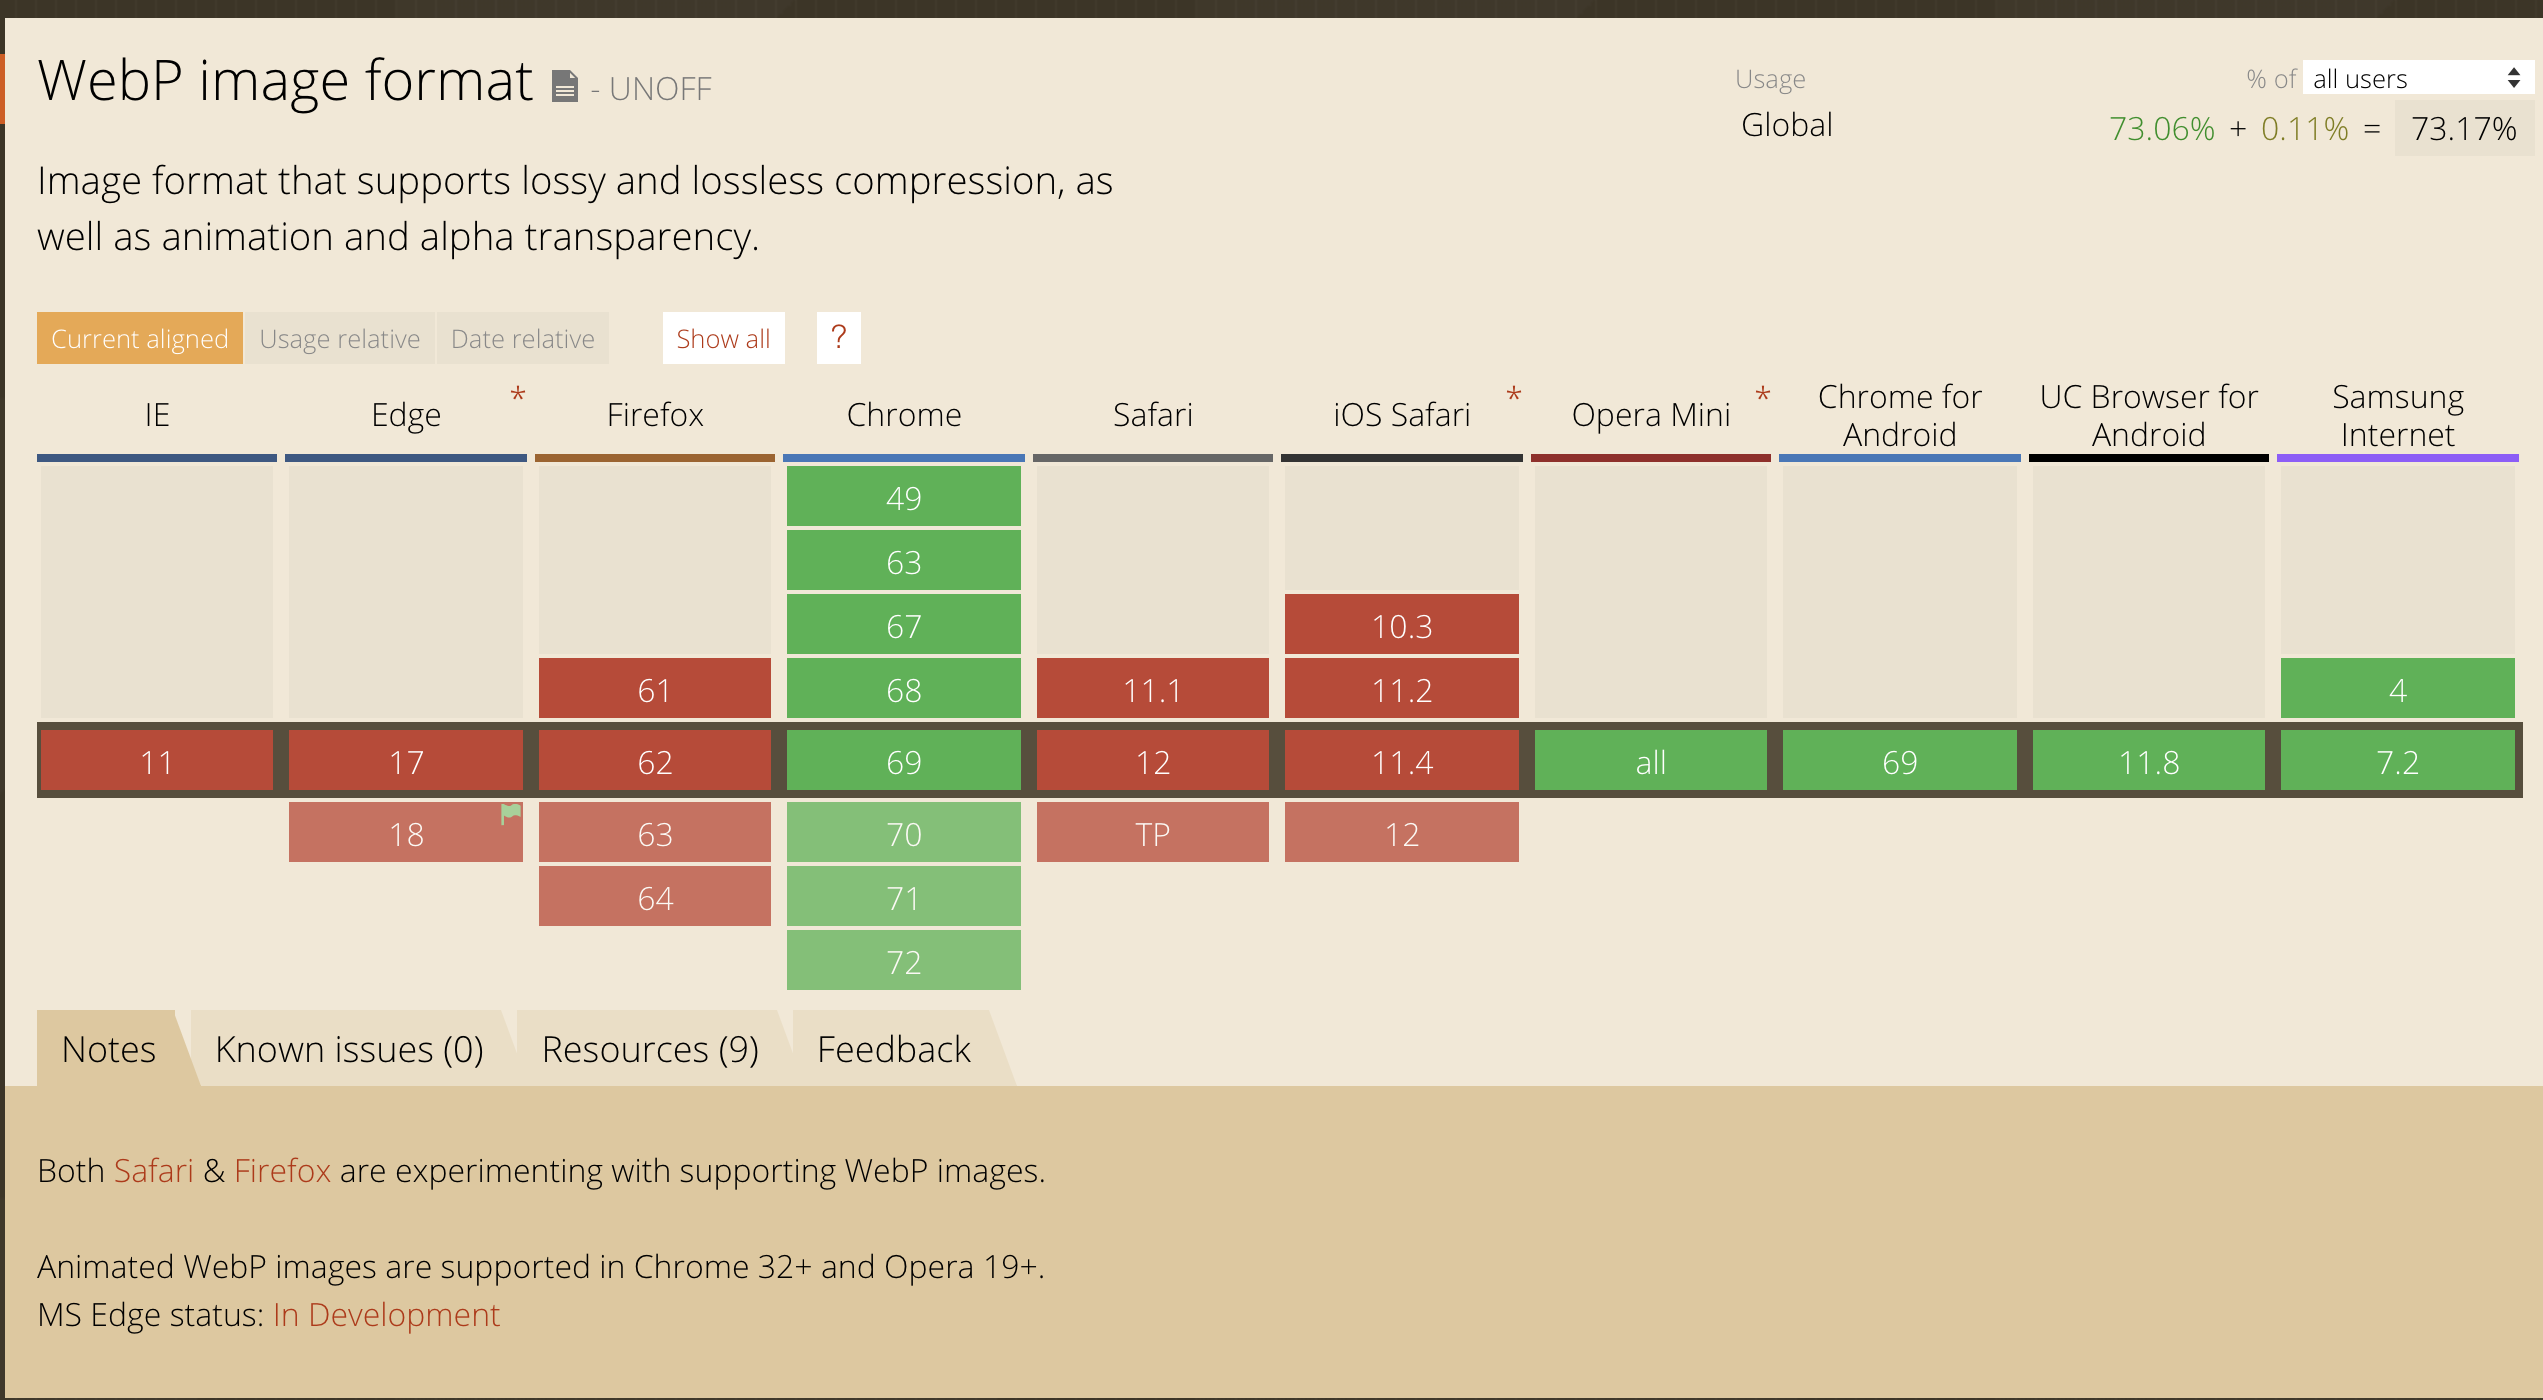 WebP image format - UNOFF
Usage % of all users
Global 73.06% + 0.11% = 73.17%
Image format that supports lossy and lossless compression, as
well as animation and alpha transparency.
Current aligned Usage relative Date relative Show all ?
IE Edge * Firefox Chrome Safari iOS Safari * Opera Mini * Chrome for Android UC Browser for Android Samsung Internet
49
63
67 10.3
61 68 11.1 11.2 4
11 17 62 69 12 11.4 all 69 11.8 7.2
18 63 70 TP 12
64 71
72
Notes Known issues (0) Resources (9) Feedback
Both Safari & Firefox are experimenting with supporting WebP images.
Animated WebP images are supported in Chrome 32+ and Opera 19+.
MS Edge status: In Development